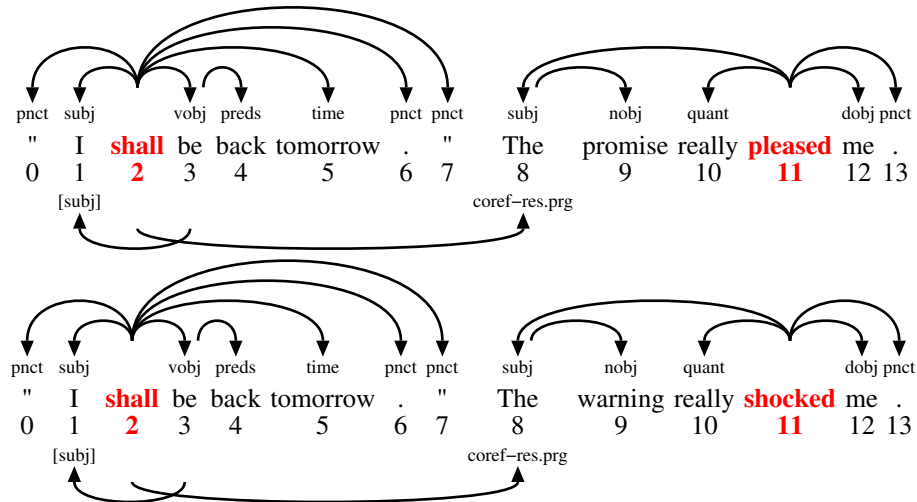 pnct subj vobj preds time pnct pnct subj nobj quant dobj pnct
" I shall be back tomorrow . " The promise really pleased me .
0 1 2 3 4 5 6 7 8 9 10 11 12 13
[subj] coref−res.prg
pnct subj vobj preds time pnct pnct subj nobj quant dobj pnct
" I shall be back tomorrow . " The warning really shocked me .
0 1 2 3 4 5 6 7 8 9 10 11 12 13
[subj] coref−res.prg